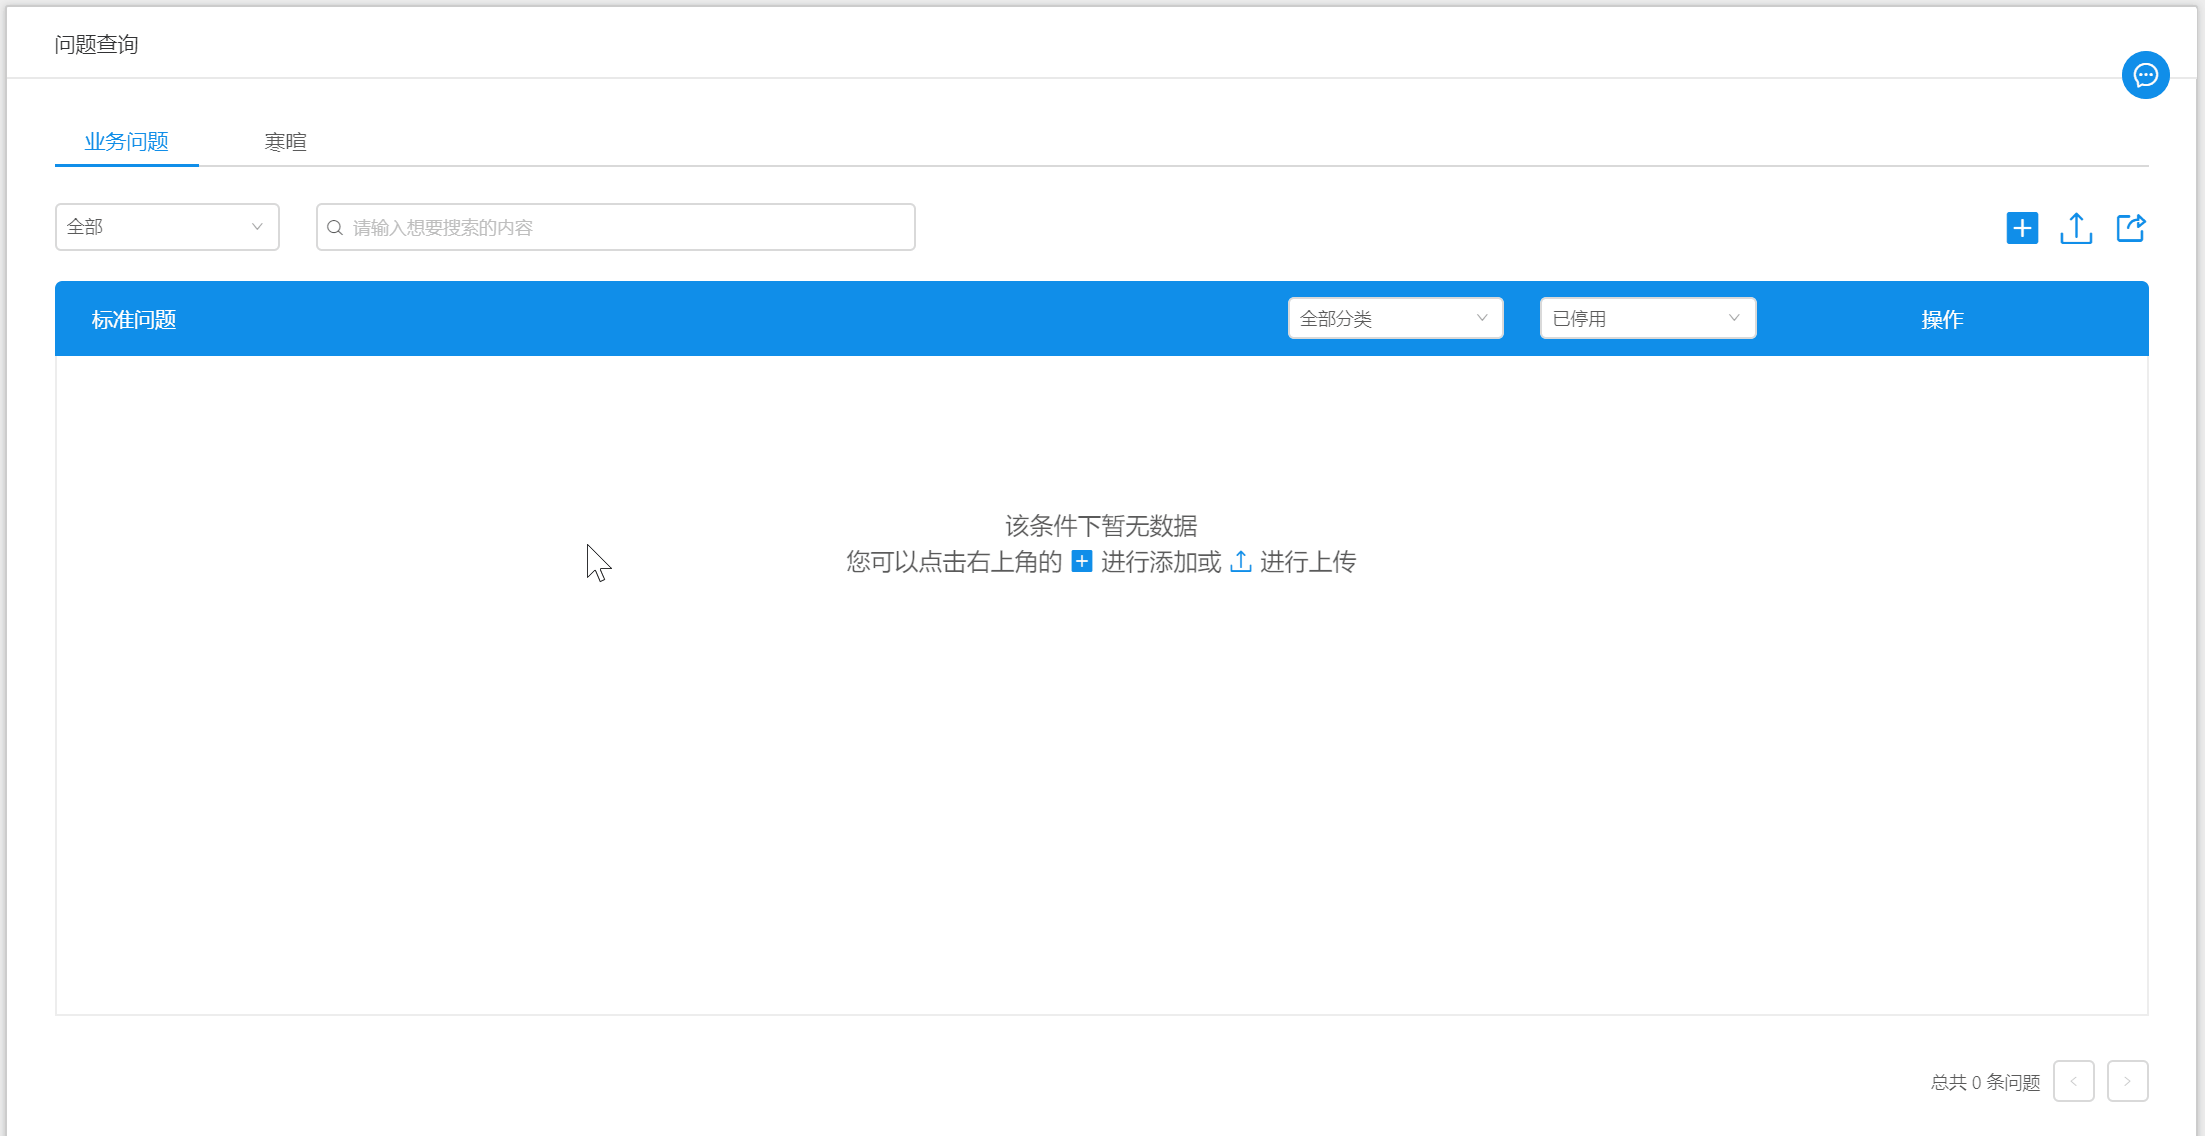 问题查询
业务问题 寒暄
全部 请输入想要搜索的内容
标准问题 全部分类 已停用 操作
该条件下暂无数据
您可以点击右上角的 进行添加或 进行上传
总共 0 条问题